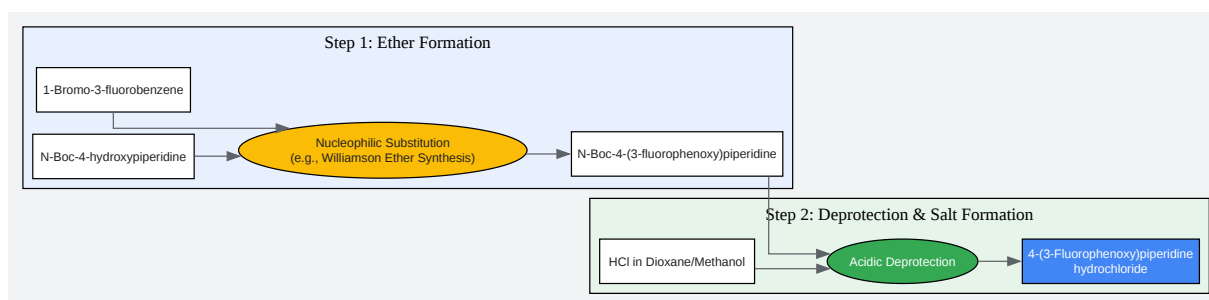 Step 1: Ether Formation
1-Bromo-3-fluorobenzene
N-Boc-4-hydroxypiperidine
Nucleophilic Substitution
(e.g., Williamson Ether Synthesis)
N-Boc-4-(3-fluorophenoxy)piperidine
Step 2: Deprotection & Salt Formation
HCl in Dioxane/Methanol
Acidic Deprotection
4-(3-Fluorophenoxy)piperidine
hydrochloride